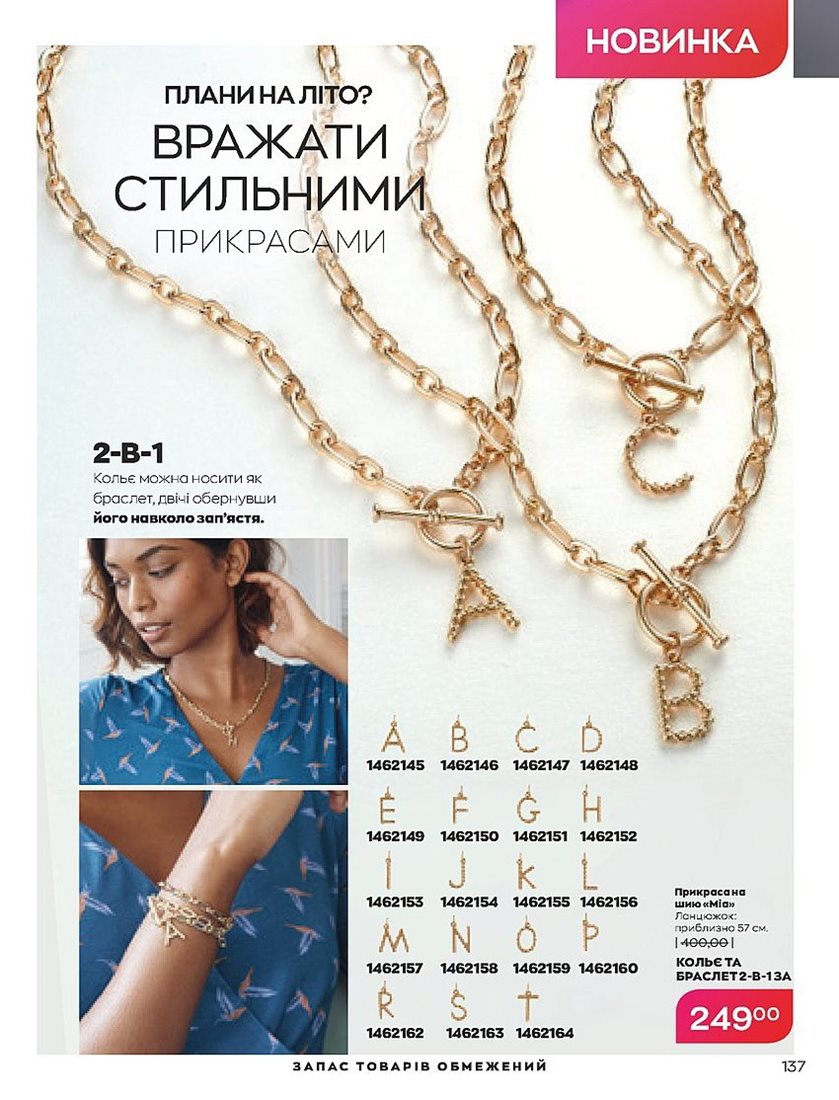 НОВИНКА
ПЛАНИ НА ЛІТО?
ВРАЖАТИ
СТИЛЬНИМИ
ПРИКРАСАМИ
2-В-1
Кольє можна носити як
браслет, двічі обернувши
його навколо зап’ястя.
A B C D
1462145 1462146 1462147 1462148
E F G H
1462149 1462150 1462151 1462152
I J K L
1462153 1462154 1462155 1462156
M N O P
1462157 1462158 1462159 1462160
R S T
1462162 1462163 1462164
Прикраса на
шию «Міа»
Ланцюжок:
приблизно 57 см.
| 400,00 |
КОЛЬЄ ТА
БРАСЛЕТ 2-В-1 ЗА
249⁰⁰
ЗАПАС ТОВАРІВ ОБМЕЖЕНИЙ
137